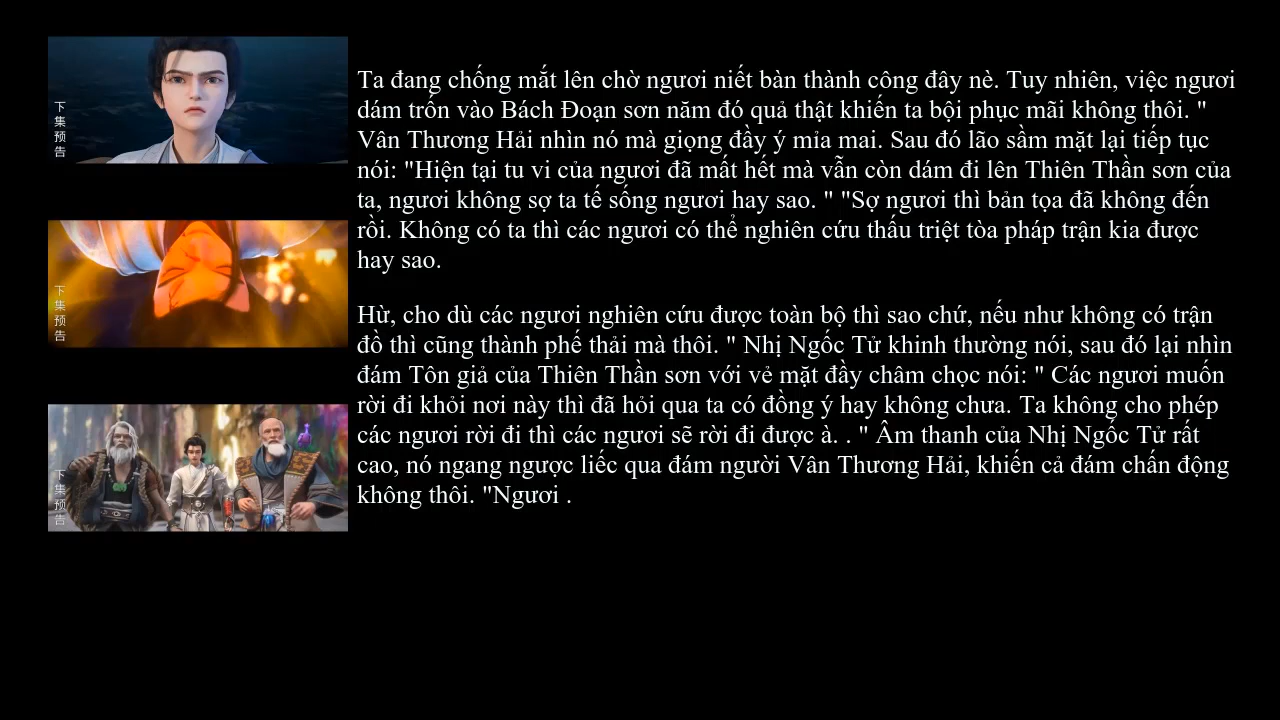 下集预告
Ta đang chống mắt lên chờ ngươi niết bàn thành công đây nè. Tuy nhiên, việc ngươi
dám trốn vào Bách Đoạn sơn năm đó quả thật khiến ta bội phục mãi không thôi. "
Vân Thương Hải nhìn nó mà giọng đầy ý mỉa mai. Sau đó lão sầm mặt lại tiếp tục
nói: "Hiện tại tu vi của ngươi đã mất hết mà vẫn còn dám đi lên Thiên Thần sơn của
ta, ngươi không sợ ta tế sống ngươi hay sao. " "Sợ ngươi thì bản tọa đã không đến
rồi. Không có ta thì các ngươi có thể nghiên cứu thấu triệt tòa pháp trận kia được
hay sao.
下集预告
Hừ, cho dù các ngươi nghiên cứu được toàn bộ thì sao chứ, nếu như không có trận
đồ thì cũng thành phế thải mà thôi. " Nhị Ngốc Tử khinh thường nói, sau đó lại nhìn
đám Tôn giả của Thiên Thần sơn với vẻ mặt đầy châm chọc nói: " Các ngươi muốn
rời đi khỏi nơi này thì đã hỏi qua ta có đồng ý hay không chưa. Ta không cho phép
các ngươi rời đi thì các ngươi sẽ rời đi được à. . " Âm thanh của Nhị Ngốc Tử rất
cao, nó ngang ngược liếc qua đám người Vân Thương Hải, khiến cả đám chấn động
không thôi. "Ngươi .
下集预告